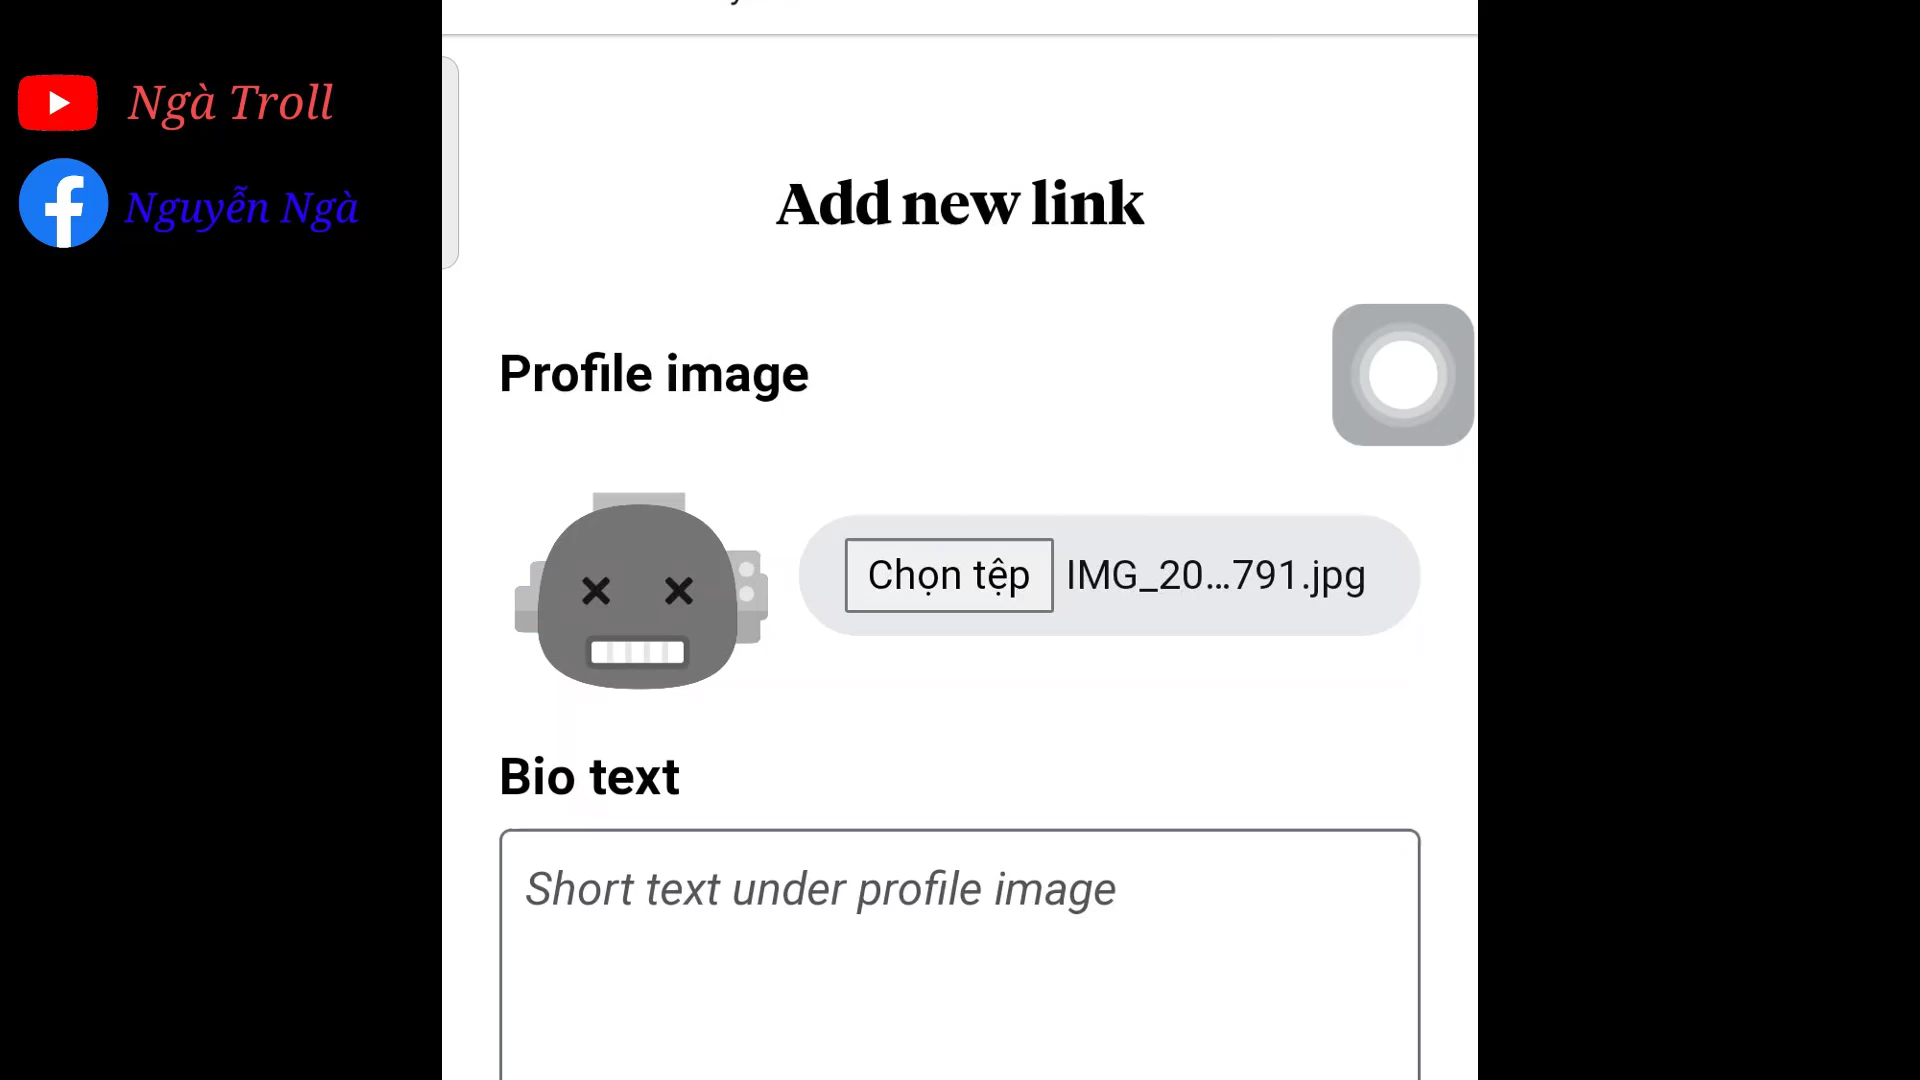 Ngà Troll
Nguyễn Ngà
Add new link
Profile image
Chọn tệp IMG_20...791.jpg
Bio text
Short text under profile image